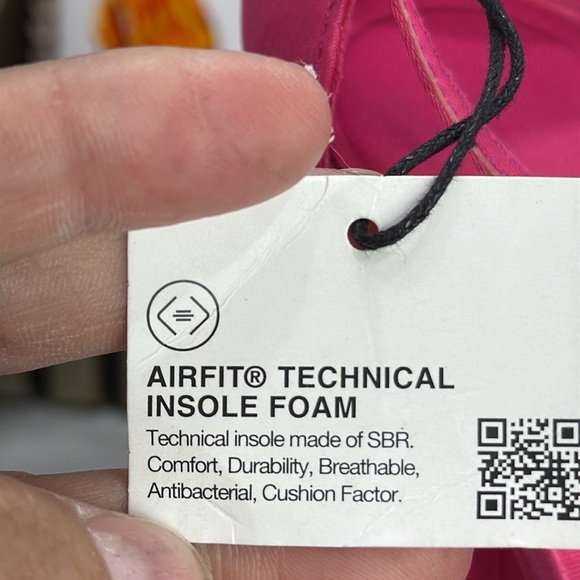 AIRFIT® TECHNICAL
INSOLE FOAM
Technical insole made of SBR.
Comfort, Durability, Breathable,
Antibacterial, Cushion Factor.